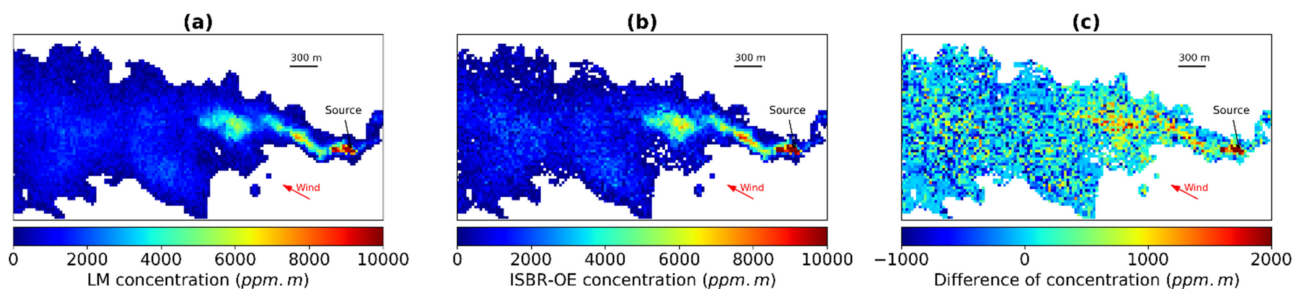 (a)
300 m
Source
Wind
0 2000 4000 6000 8000 10000
LM concentration (ppm.m)
(b)
300 m
Source
Wind
0 2000 4000 6000 8000 10000
ISBR-OE concentration (ppm.m)
(c)
300 m
Source
Wind
−1000 0 1000 2000
Difference of concentration (ppm.m)